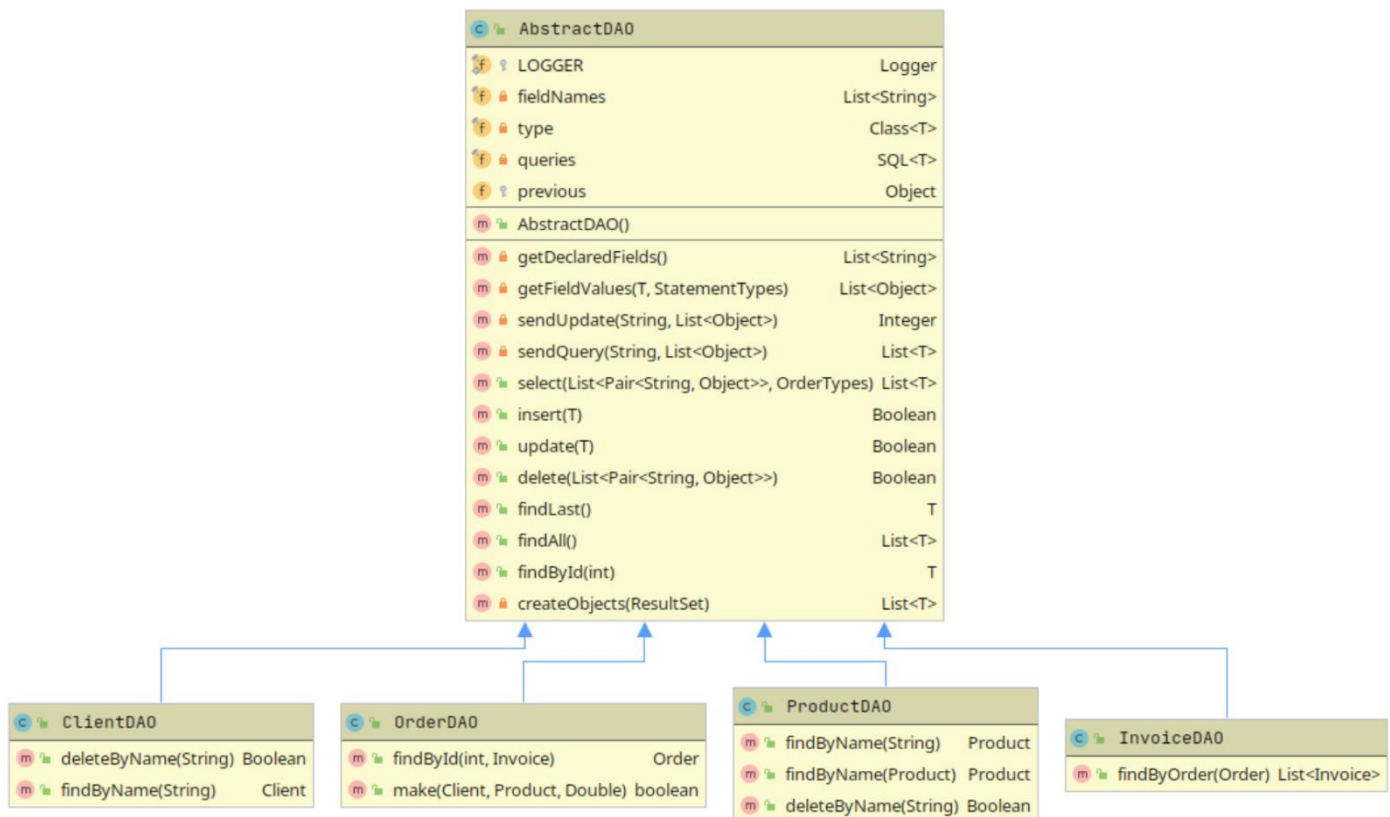 AbstractDAO
LOGGER Logger
fieldNames List<String>
type Class<T>
queries SQL<T>
previous Object
AbstractDAO()
getDeclaredFields() List<String>
getFieldValues(T, StatementTypes) List<Object>
sendUpdate(String, List<Object>) Integer
sendQuery(String, List<Object>) List<T>
select(List<Pair<String, Object>>, OrderTypes) List<T>
insert(T) Boolean
update(T) Boolean
delete(List<Pair<String, Object>>) Boolean
findLast() T
findAll() List<T>
findById(int) T
createObjects(ResultSet) List<T>
ClientDAO
deleteByName(String) Boolean
findByName(String) Client
OrderDAO
findById(int, Invoice) Order
make(Client, Product, Double) boolean
ProductDAO
findByName(String) Product
findByName(Product) Product
deleteByName(String) Boolean
InvoiceDAO
findByOrder(Order) List<Invoice>